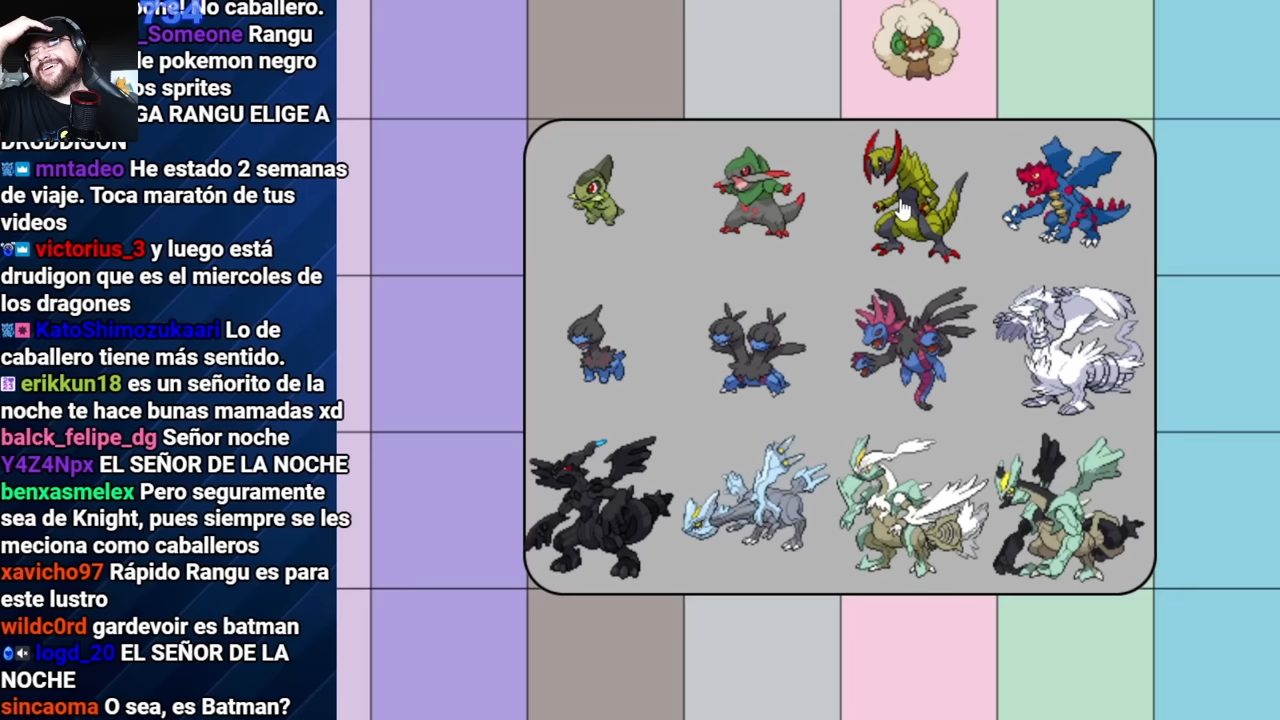 oche! No caballero.
734
_Someone Rangu
de pokemon negro
os sprites
GA RANGU ELIGE A
DRUDDIGON
mntadeo He estado 2 semanas
de viaje. Toca maratón de tus
videos
victorius_3 y luego está
drudigon que es el miercoles de
los dragones
KatoShimozukaari Lo de
caballero tiene más sentido.
erikkun18 es un señorito de la
noche te hace bunas mamadas xd
balck_felipe_dg Señor noche
Y4Z4Npx EL SEÑOR DE LA NOCHE
benxasmelex Pero seguramente
sea de Knight, pues siempre se les
meciona como caballeros
xavicho97 Rápido Rangu es para
este lustro
wildc0rd gardevoir es batman
logd_20 EL SEÑOR DE LA
NOCHE
sincaoma O sea, es Batman?